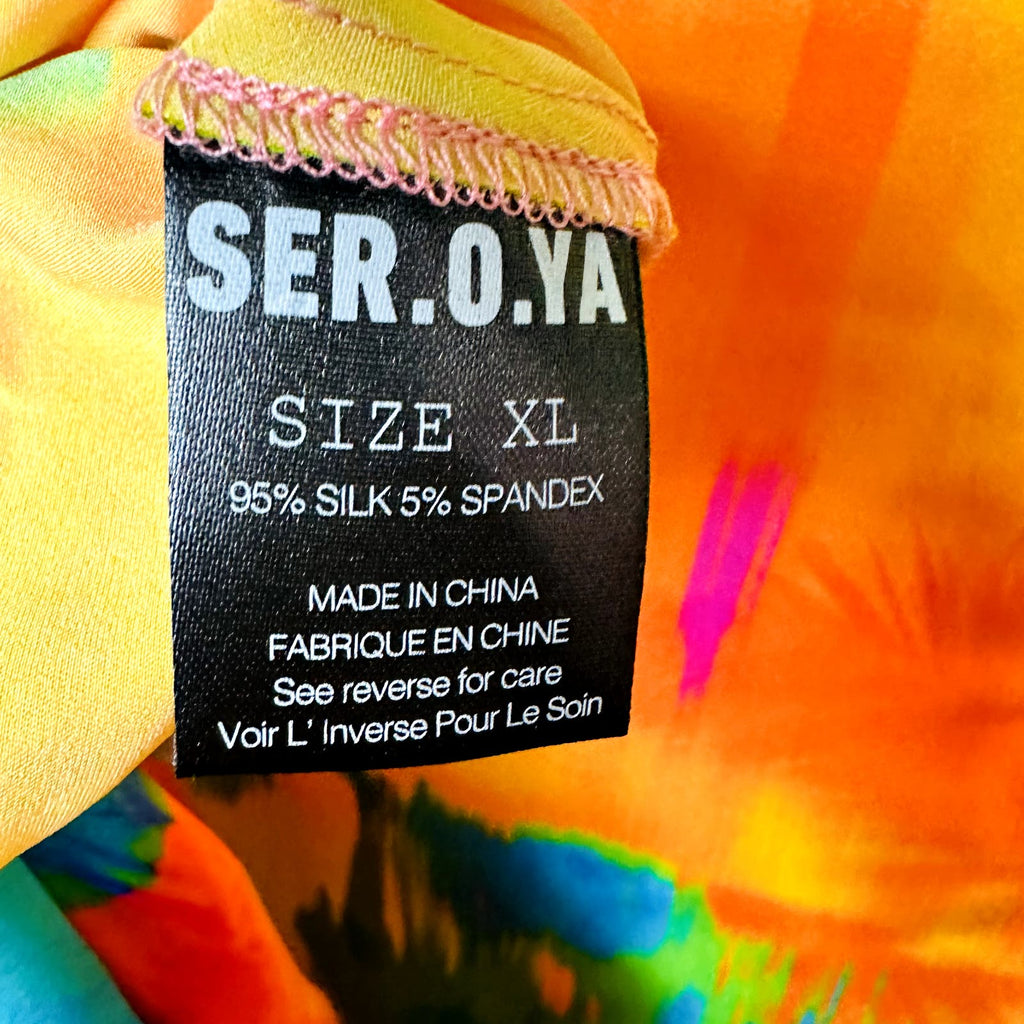 SER.O.YA
SIZE XL
95% SILK 5% SPANDEX
MADE IN CHINA
FABRIQUE EN CHINE
See reverse for care
Voir L' Inverse Pour Le Soin